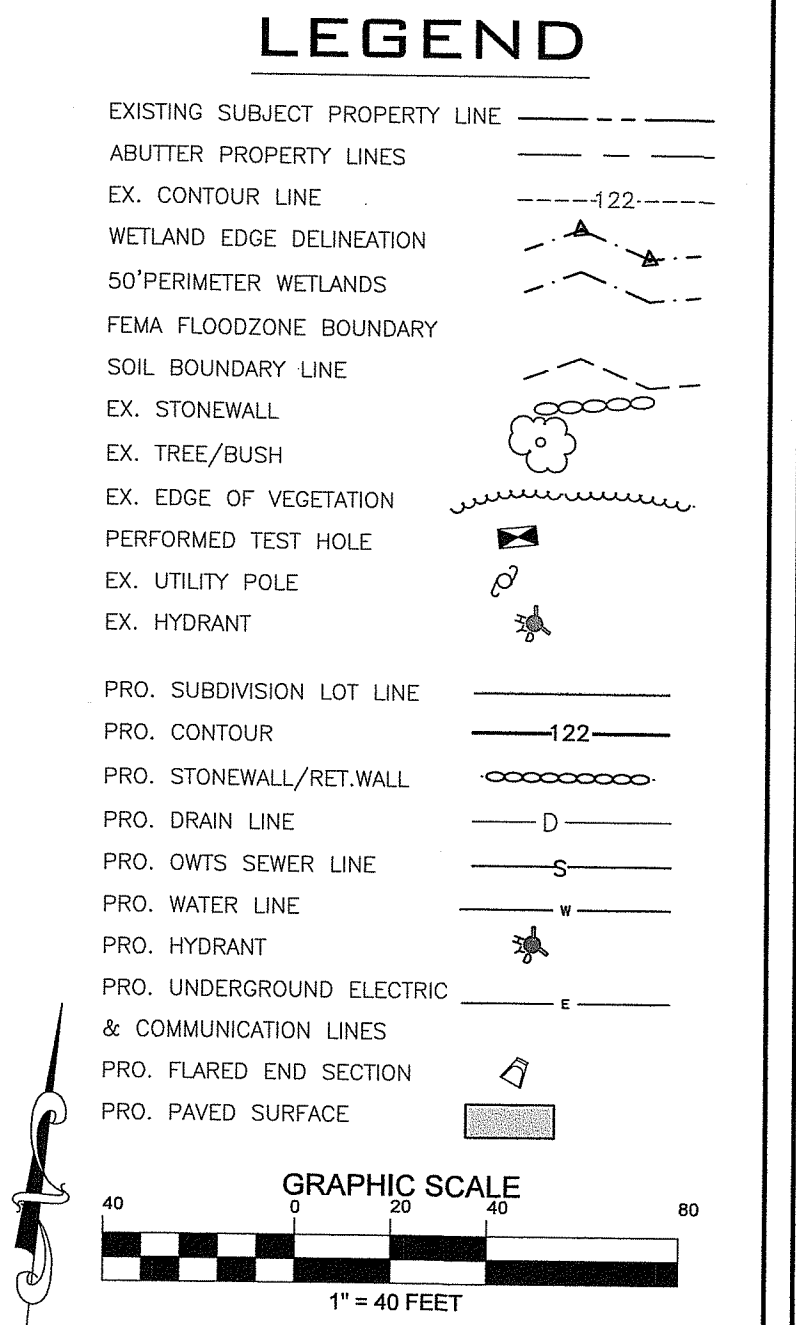 LEGEND
EXISTING SUBJECT PROPERTY LINE
ABUTTER PROPERTY LINES
EX. CONTOUR LINE 122
WETLAND EDGE DELINEATION
50'PERIMETER WETLANDS
FEMA FLOODZONE BOUNDARY
SOIL BOUNDARY LINE
EX. STONEWALL
EX. TREE/BUSH
EX. EDGE OF VEGETATION
PERFORMED TEST HOLE
EX. UTILITY POLE
EX. HYDRANT
PRO. SUBDIVISION LOT LINE
PRO. CONTOUR 122
PRO. STONEWALL/RET.WALL
PRO. DRAIN LINE D
PRO. OWTS SEWER LINE S
PRO. WATER LINE W
PRO. HYDRANT
PRO. UNDERGROUND ELECTRIC E
& COMMUNICATION LINES
PRO. FLARED END SECTION
PRO. PAVED SURFACE
GRAPHIC SCALE
40 0 20 40 80
1" = 40 FEET